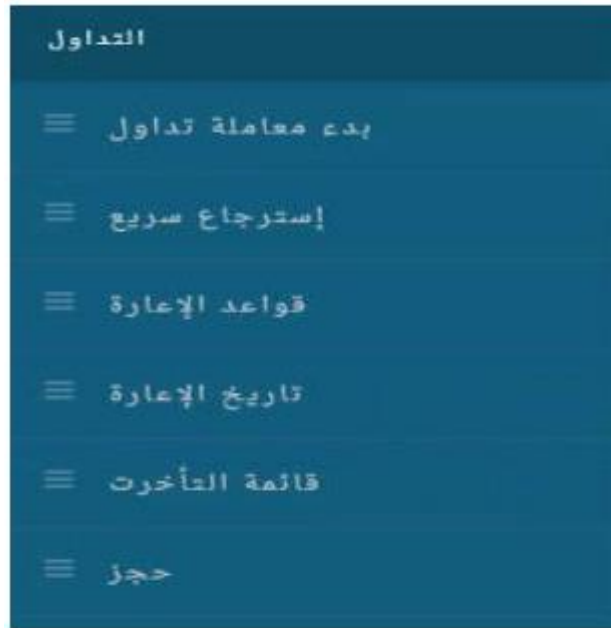 التداول
بدء معاملة تداول
إسترجاع سريع
قواعد الإعارة
تاريخ الإعارة
قائمة التأخرت
حجز